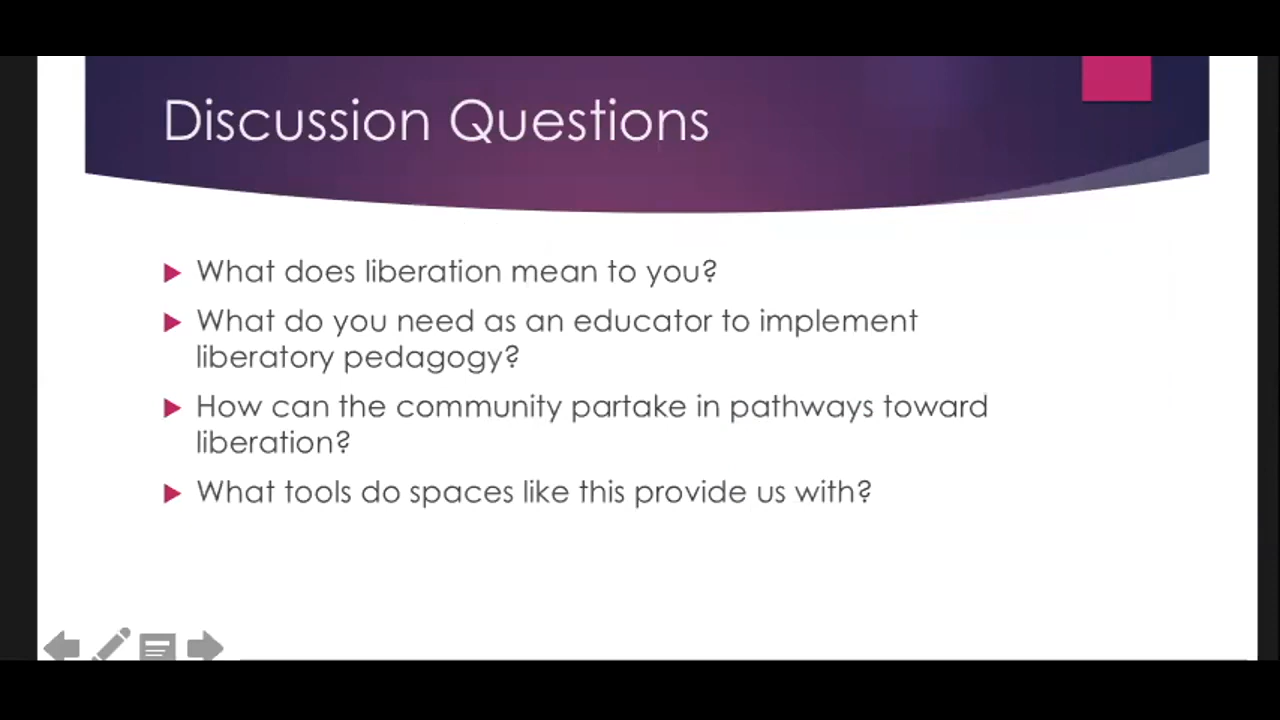 Discussion Questions
What does liberation mean to you?
What do you need as an educator to implement
liberatory pedagogy?
How can the community partake in pathways toward
liberation?
What tools do spaces like this provide us with?